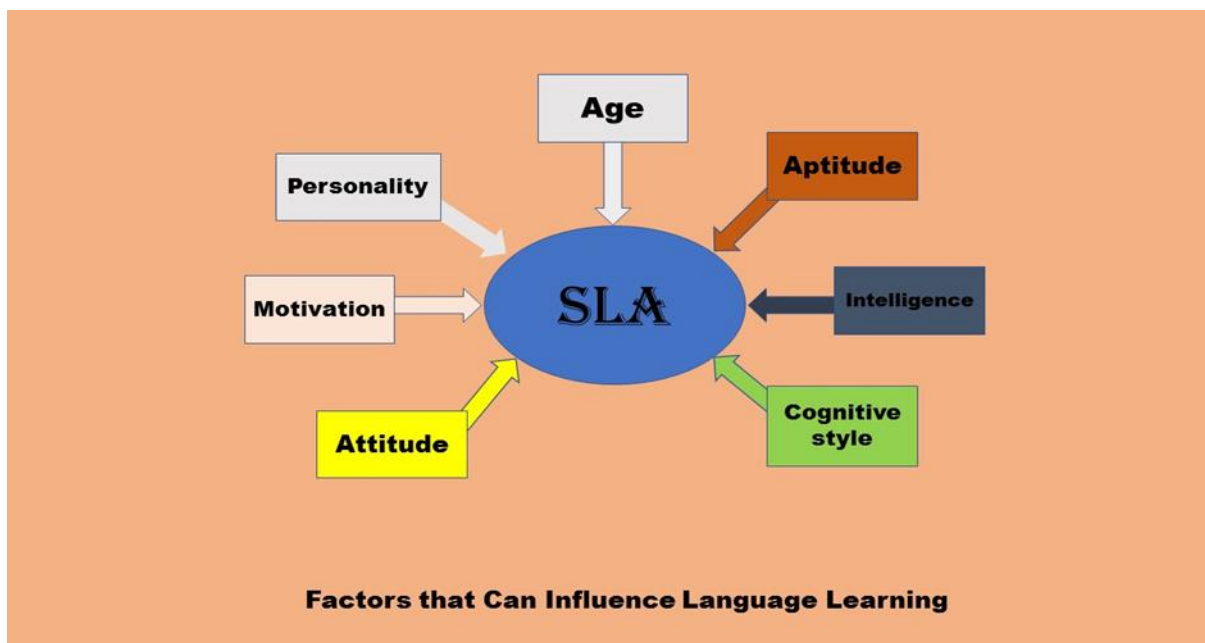 Age
Aptitude
Personality
SLA
Intelligence
Motivation
Cognitive
style
Attitude
Factors that Can Influence Language Learning